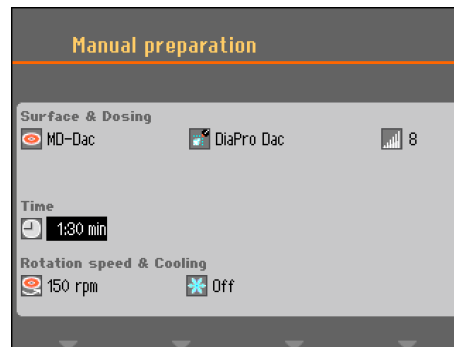 Manual preparation
Surface & Dosing
MD-Dac DiaPro Dac 8
Time
1:30 min
Rotation speed & Cooling
150 rpm Off